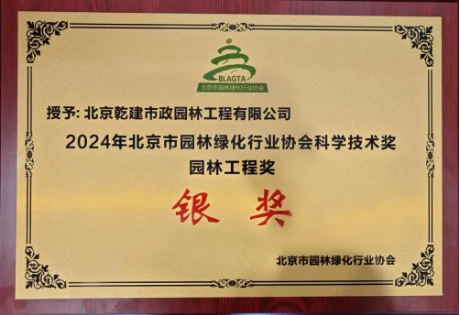 BLAGTA
北京市园林绿化行业协会
授予: 北京乾建市政园林工程有限公司
2024年北京市园林绿化行业协会科学技术奖
园林工程奖
银奖
北京市园林绿化行业协会